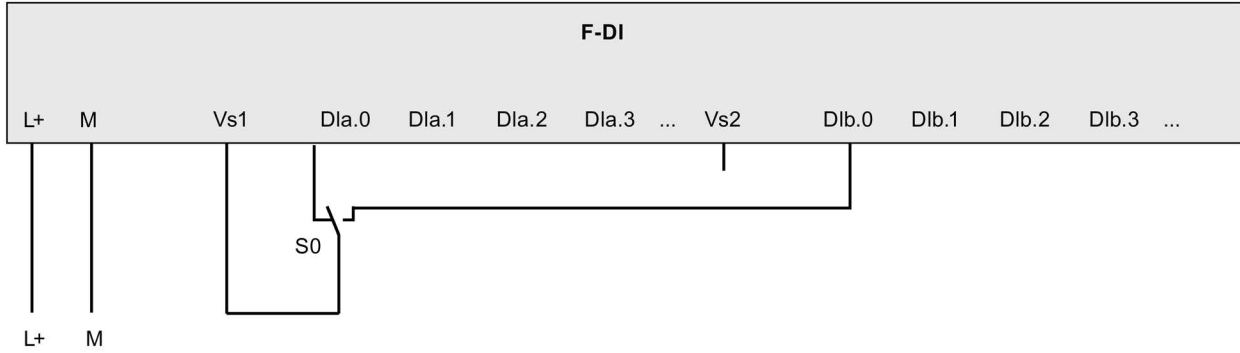 F-DI
L+ M Vs1 DIa.0 DIa.1 DIa.2 DIa.3 ... Vs2 DIb.0 DIb.1 DIb.2 DIb.3 ...
S0
L+ M